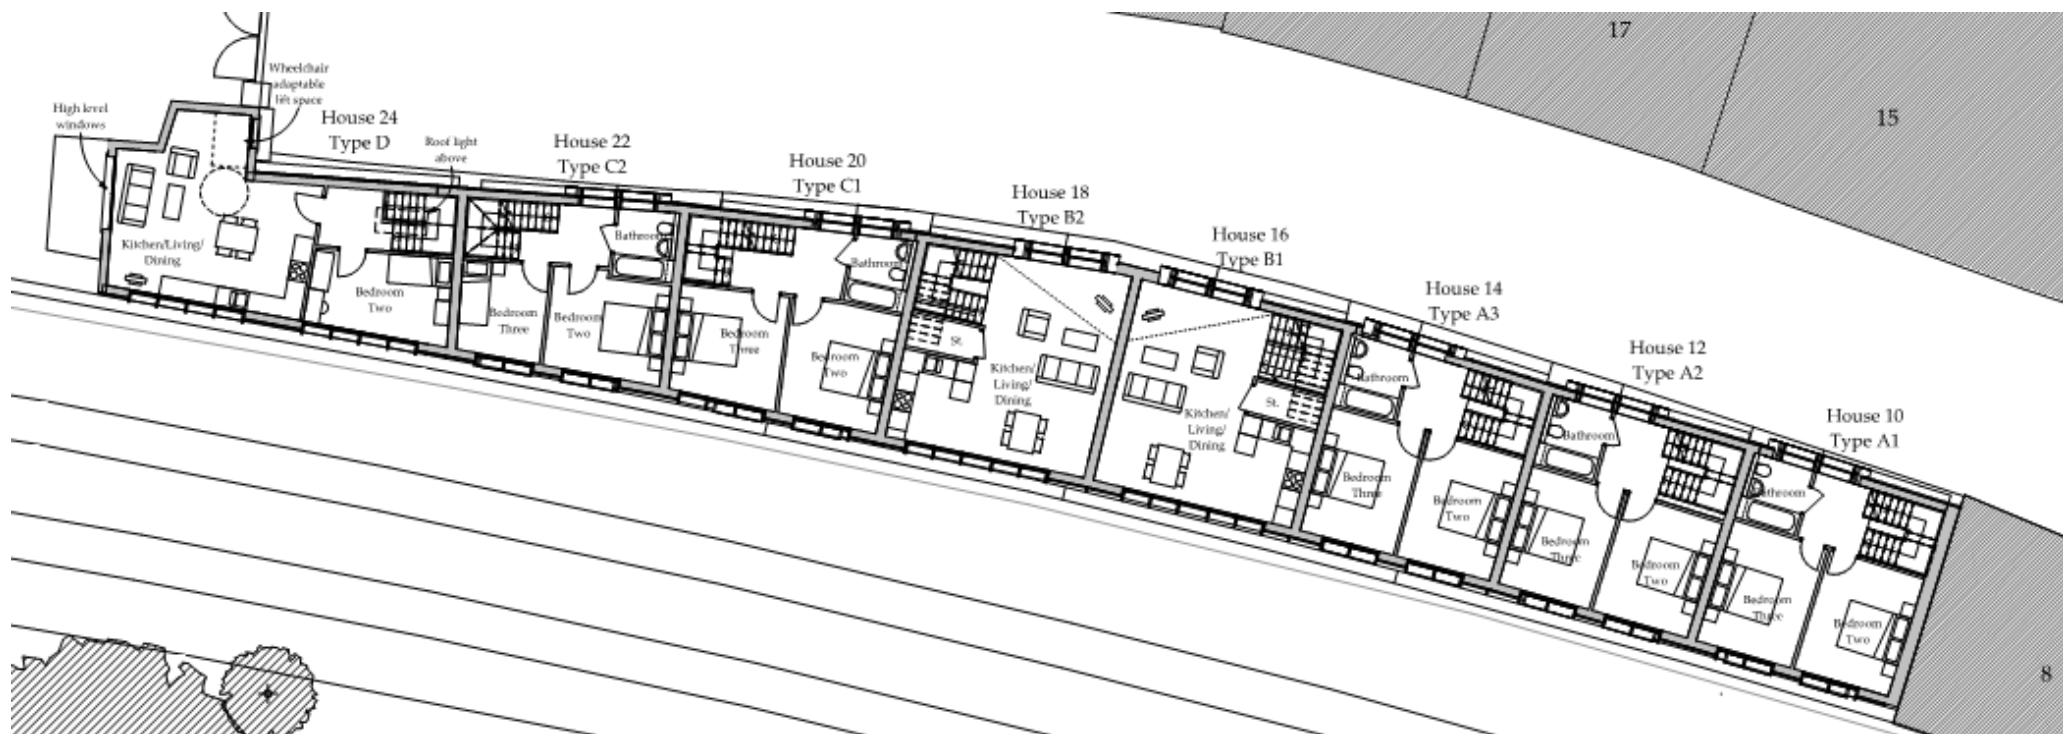 17
15
Wheelchair
adaptable
lift space
High level
windows
House 24
Type D
Roof light
above
House 22
Type C2
House 20
Type C1
House 18
Type B2
House 16
Type B1
House 14
Type A3
House 12
Type A2
House 10
Type A1
Kitchen/Living/
Dining
Bedroom
Two
Bathroom
Bedroom
Three
Bedroom
Two
Bathroom
Bedroom
Three
Bedroom
Two
St.
Kitchen/
Living/
Dining
Kitchen/
Living/
Dining
St.
Bathroom
Bedroom
Three
Bedroom
Two
Bathroom
Bedroom
Three
Bedroom
Two
Bathroom
Bedroom
Three
Bedroom
Two
8